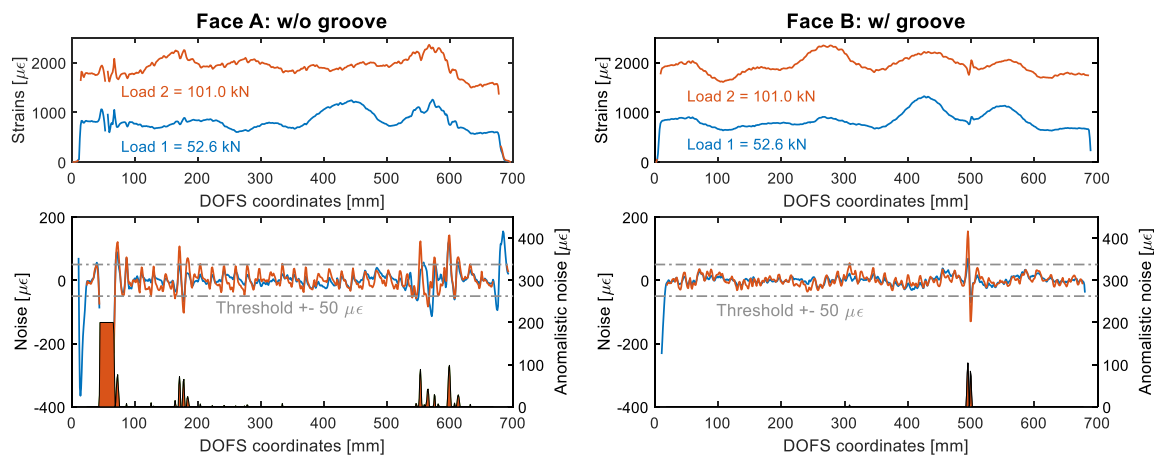 Face A: w/o groove
Strains [με]
2000
1000
0
Load 2 = 101.0 kN
Load 1 = 52.6 kN
0 100 200 300 400 500 600 700
DOFS coordinates [mm]
Noise [με]
200
0
-200
-400
Threshold +- 50 με
400
300
200
100
0
Anomalistic noise [με]
0 100 200 300 400 500 600 700
DOFS coordinates [mm]
Face B: w/ groove
Strains [με]
2000
1000
0
Load 2 = 101.0 kN
Load 1 = 52.6 kN
0 100 200 300 400 500 600 700
DOFS coordinates [mm]
Noise [με]
200
0
-200
-400
Threshold +- 50 με
400
300
200
100
0
Anomalistic noise [με]
0 100 200 300 400 500 600 700
DOFS coordinates [mm]